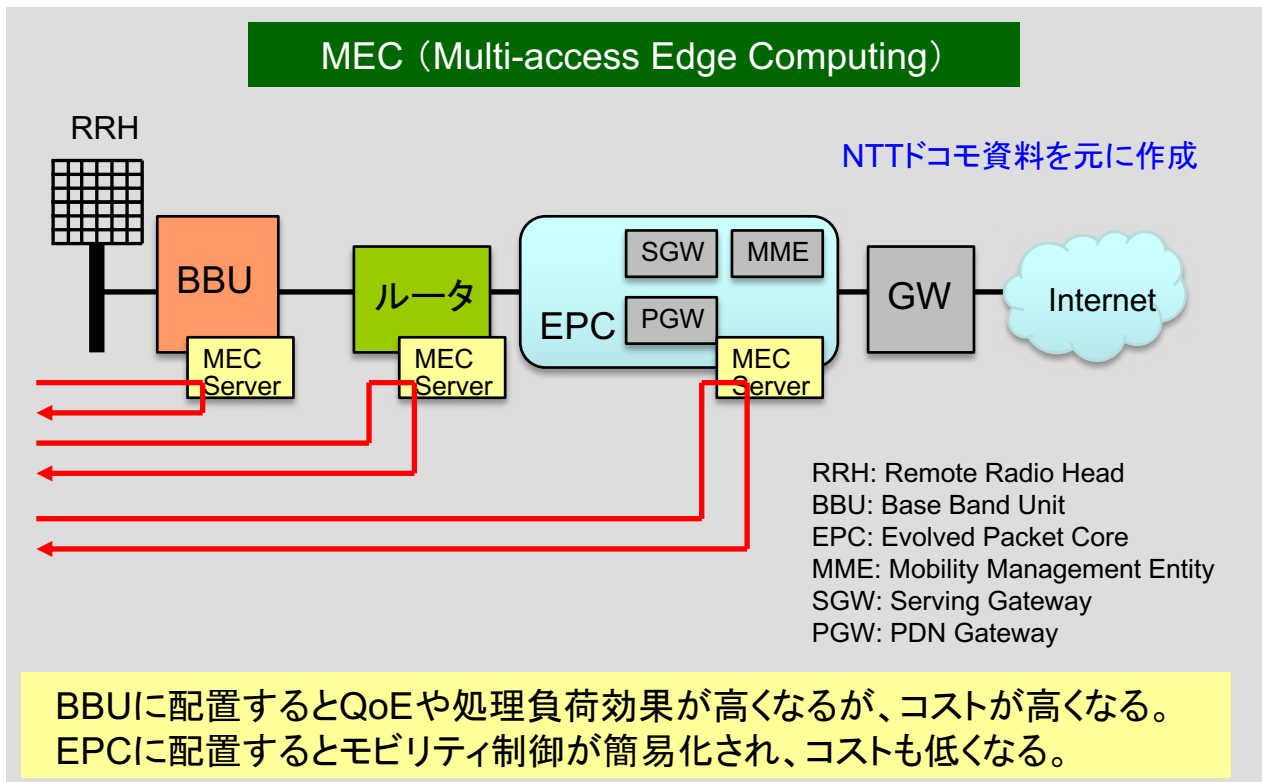 MEC（Multi-access Edge Computing）
RRH
NTTドコモ資料を元に作成
BBU
ルータ
EPC
SGW
MME
PGW
GW
Internet
MEC
Server
MEC
Server
MEC
Server
RRH: Remote Radio Head
BBU: Base Band Unit
EPC: Evolved Packet Core
MME: Mobility Management Entity
SGW: Serving Gateway
PGW: PDN Gateway
BBUに配置するとQoEや処理負荷効果が高くなるが、コストが高くなる。
EPCに配置するとモビリティ制御が簡易化され、コストも低くなる。